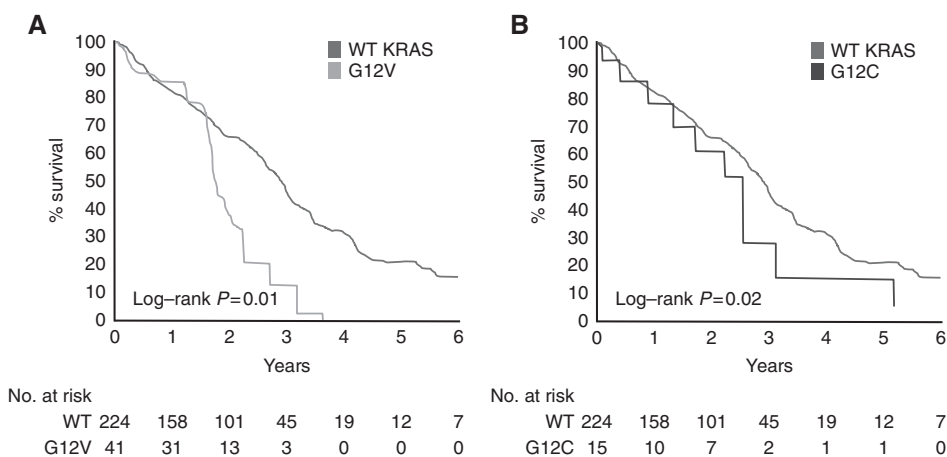 A
100
90
80
70
60
50
40
30
20
10
0
% survival
WT KRAS
G12V
Log–rank P=0.01
0 1 2 3 4 5 6
Years
No. at risk
WT 224 158 101 45 19 12 7
G12V 41 31 13 3 0 0 0
B
100
90
80
70
60
50
40
30
20
10
0
% survival
WT KRAS
G12C
Log–rank P=0.02
0 1 2 3 4 5 6
Years
No. at risk
WT 224 158 101 45 19 12 7
G12C 15 10 7 2 1 1 0